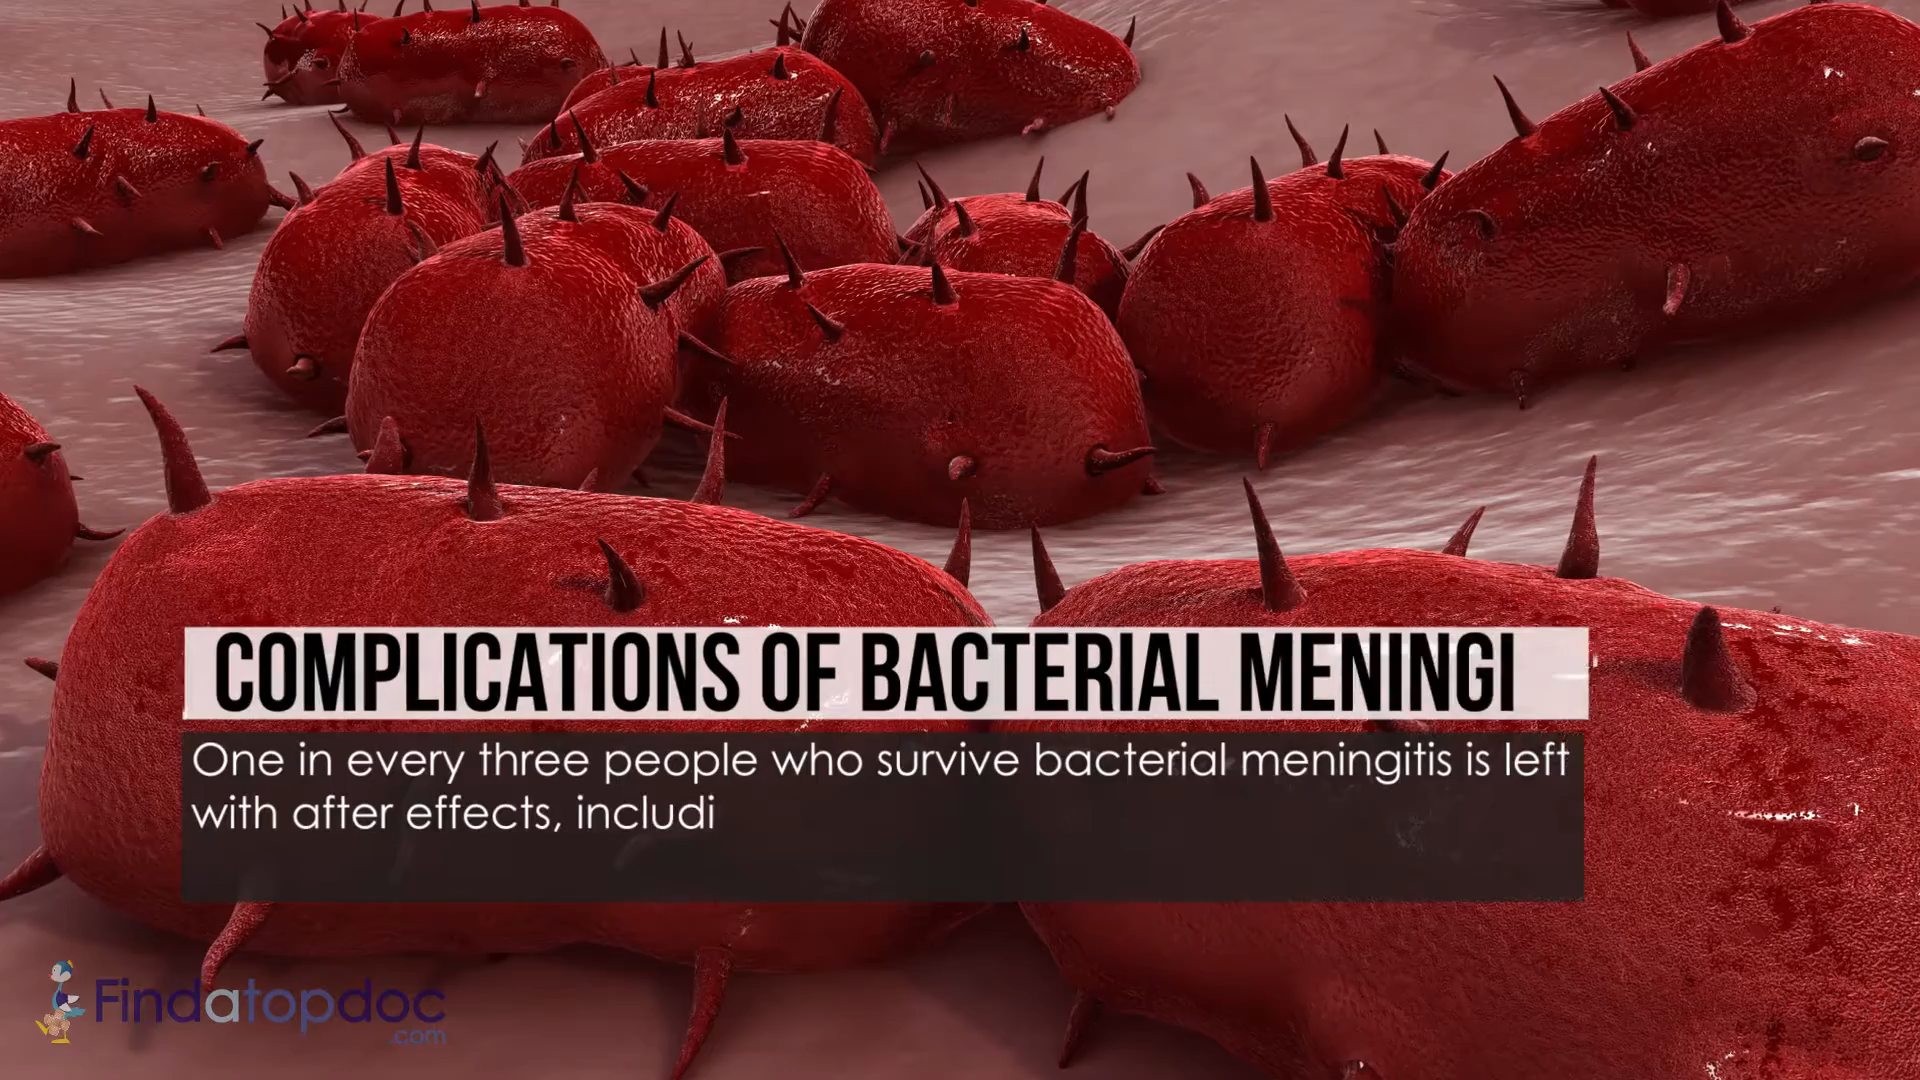 COMPLICATIONS OF BACTERIAL MENINGI
One in every three people who survive bacterial meningitis is left
with after effects, includi
Findatopdoc
.com